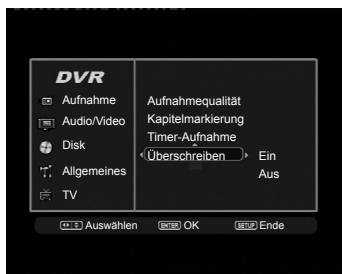 DVR
Aufnahme
Audio/Video
Disk
Allgemeines
TV
Aufnahmequalität
Kapitelmarkierung
Timer-Aufnahme
Überschreiben Ein
Aus
Auswählen ENTER OK SETUP Ende